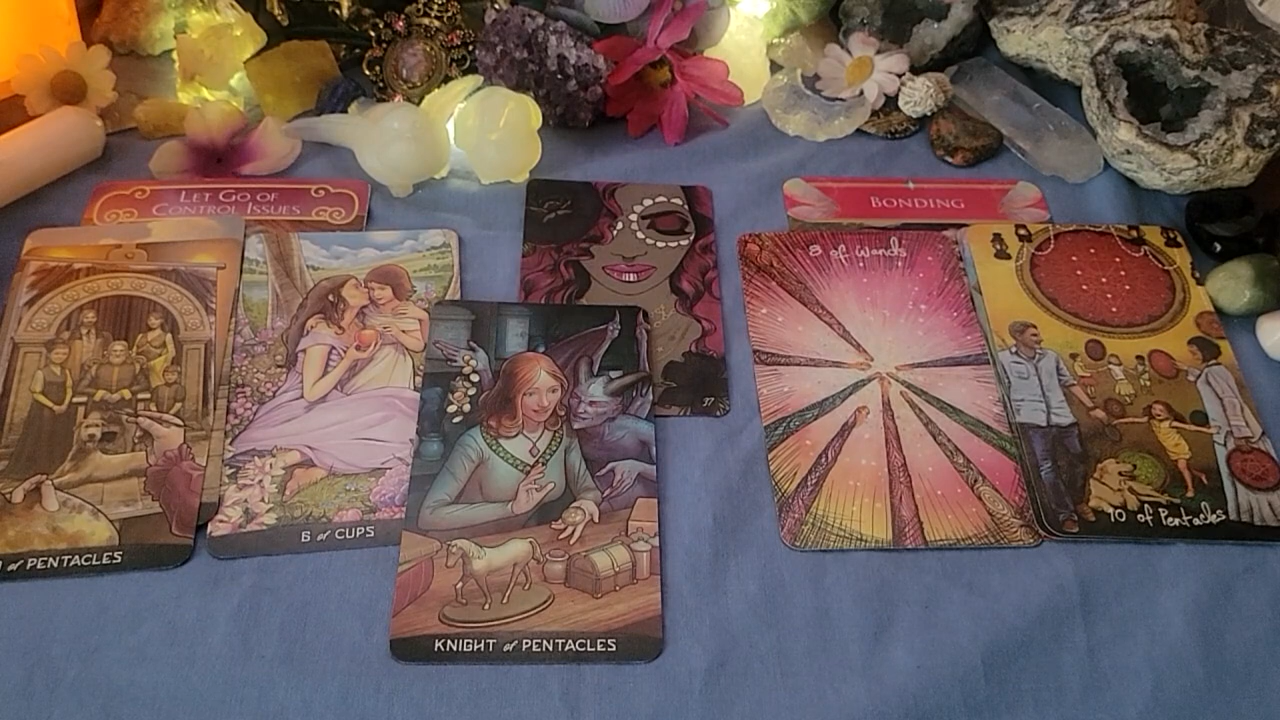 LET GO OF
CONTROL ISSUES
BONDING
8 of Wands
10 of Pentacles
of PENTACLES
6 of CUPS
KNIGHT of PENTACLES
37